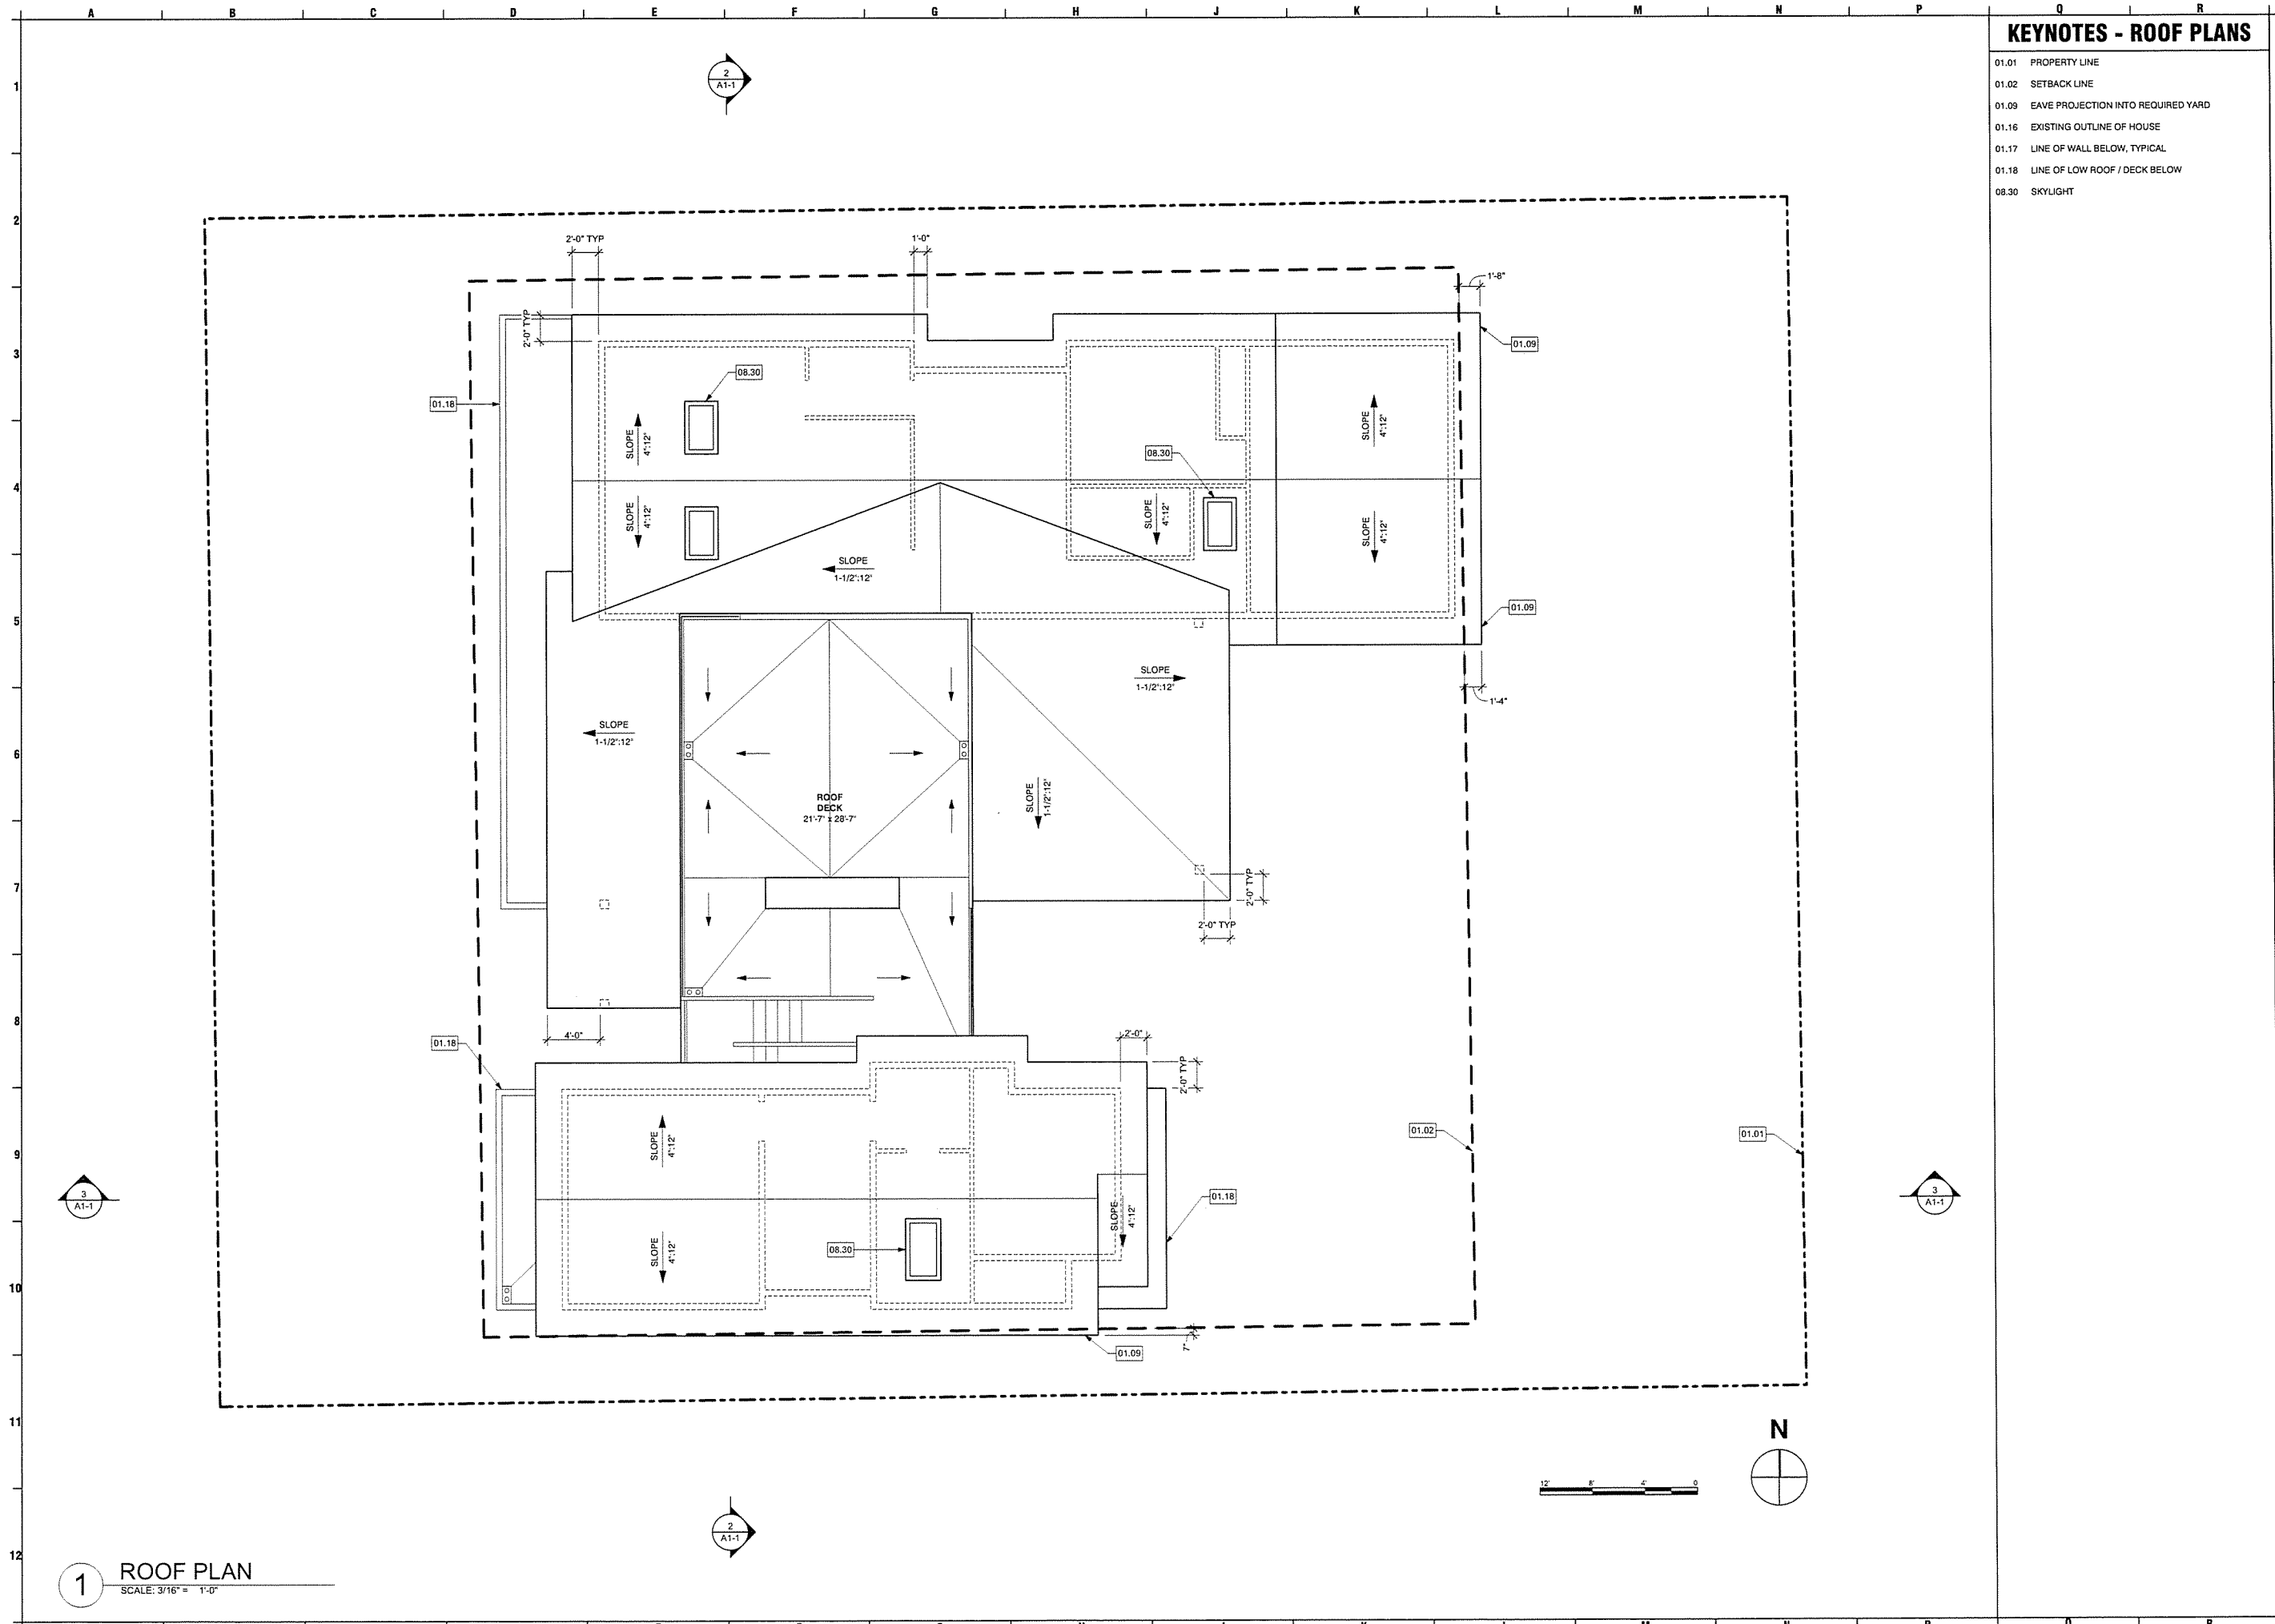 A B C D E F G H J K L M N P Q R
KEYNOTES - ROOF PLANS
01.01 PROPERTY LINE
01.02 SETBACK LINE
01.09 EAVE PROJECTION INTO REQUIRED YARD
01.16 EXISTING OUTLINE OF HOUSE
01.17 LINE OF WALL BELOW, TYPICAL
01.18 LINE OF LOW ROOF / DECK BELOW
08.30 SKYLIGHT
1
2
3
4
5
6
7
8
9
10
11
12
2
A1-1
2'-0" TYP
1'-0"
1'-8"
2'-0" TYP
01.09
08.30
01.18
SLOPE
4":12"
SLOPE
4":12"
08.30
SLOPE
4":12"
SLOPE
4":12"
SLOPE
4":12"
SLOPE
1-1/2":12"
01.09
SLOPE
1-1/2":12"
1'-4"
SLOPE
1-1/2":12"
SLOPE
1-1/2":12"
ROOF
DECK
21'-7" x 28'-7"
2'-0" TYP
2'-0" TYP
4'-0"
01.18
2'-0"
2'-0" TYP
SLOPE
4":12"
01.02
01.01
3
A1-1
3
A1-1
SLOPE
4":12"
01.18
SLOPE
4":12"
08.30
7"
01.09
N
12' 8' 4' 0
2
A1-1
1
ROOF PLAN
SCALE: 3/16" = 1'-0"